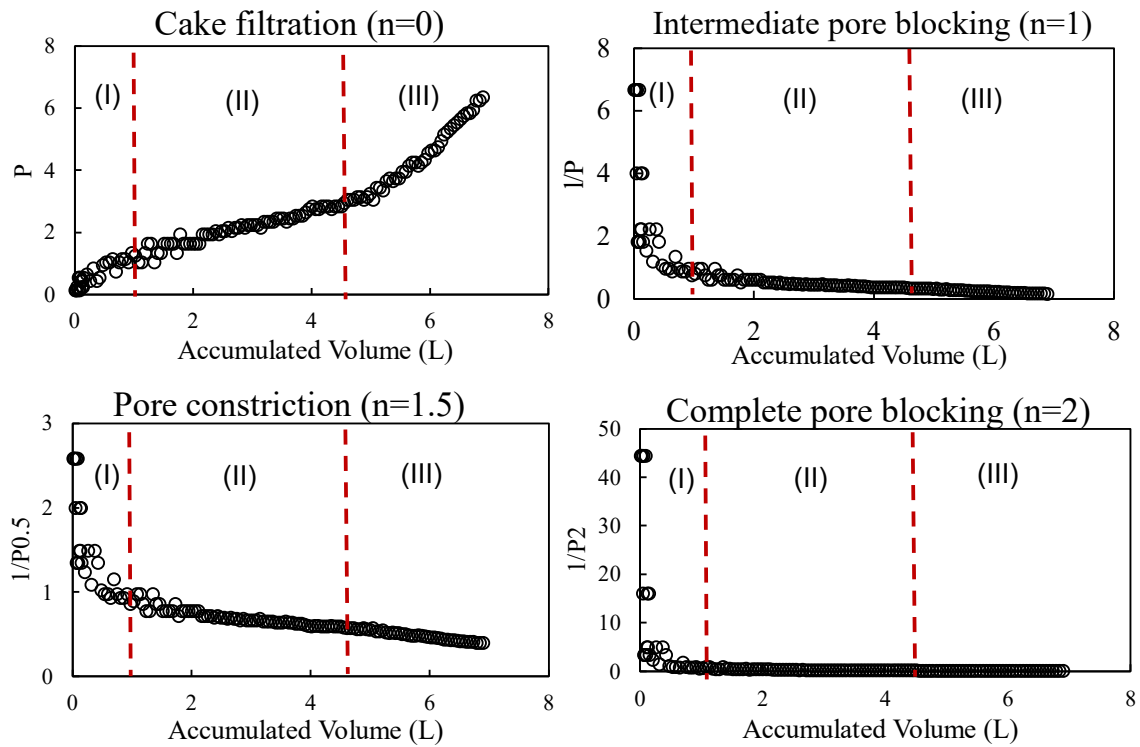 Cake filtration (n=0)
8
6
4
2
0
P
(I)
(II)
(III)
0
2
4
6
8
Accumulated Volume (L)
Intermediate pore blocking (n=1)
8
6
4
2
0
1/P
(I)
(II)
(III)
0
2
4
6
8
Accumulated Volume (L)
Pore constriction (n=1.5)
3
2
1
0
1/P0.5
(I)
(II)
(III)
0
2
4
6
8
Accumulated Volume (L)
Complete pore blocking (n=2)
50
40
30
20
10
0
1/P2
(I)
(II)
(III)
0
2
4
6
8
Accumulated Volume (L)